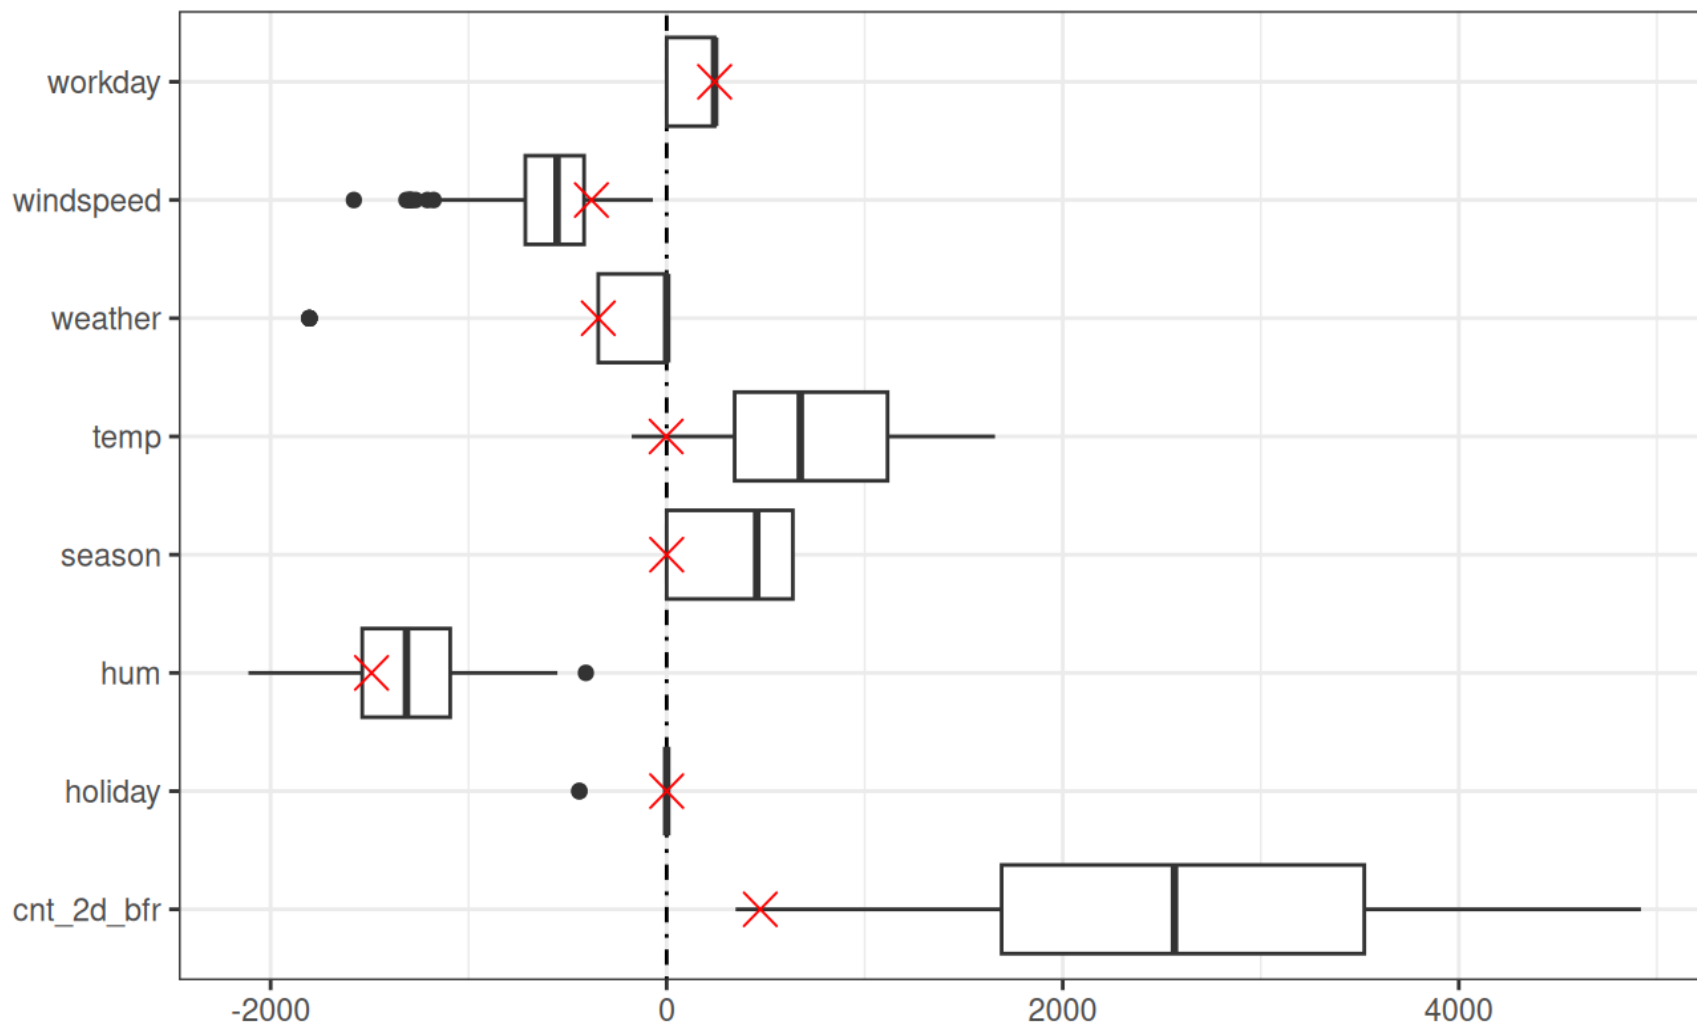 workday
windspeed
weather
temp
season
hum
holiday
cnt_2d_bfr
-2000 0 2000 4000